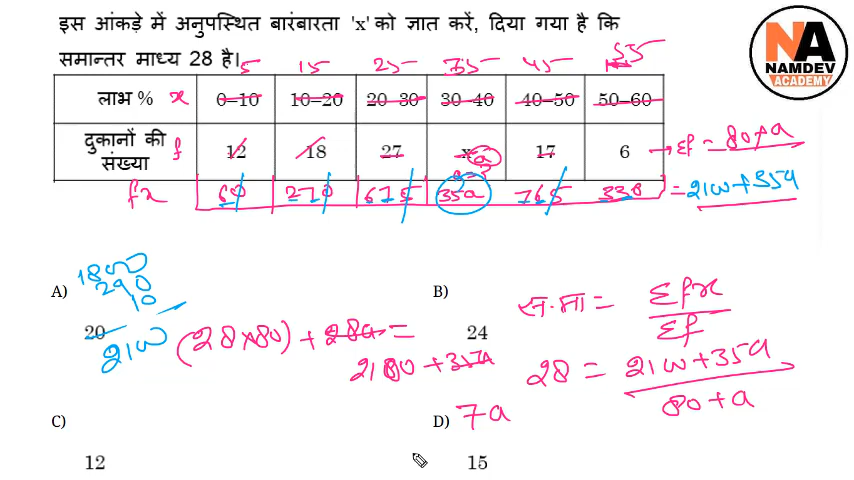 इस आंकड़े में अनुपस्थित बारंबारता 'x' को ज्ञात करें, दिया गया है कि
समान्तर माध्य 28 है।
5 15 25 35 45 55
लाभ % x 0–10 10–20 20–30 30–40 40–50 50–60
दुकानों की संख्या f 12 18 27 x a 17 6 → Σf = 80+a
fx 60 270 675 35a 765 330 = 2100+35a
NA
NAMDEV
ACADEMY
A) 20
B) 24
C) 12
D) 15
2100
स.मा = Σfx / Σf
28 = 2100+35a / 80+a
(28×80) + 28a =
2100 + 35a
7a